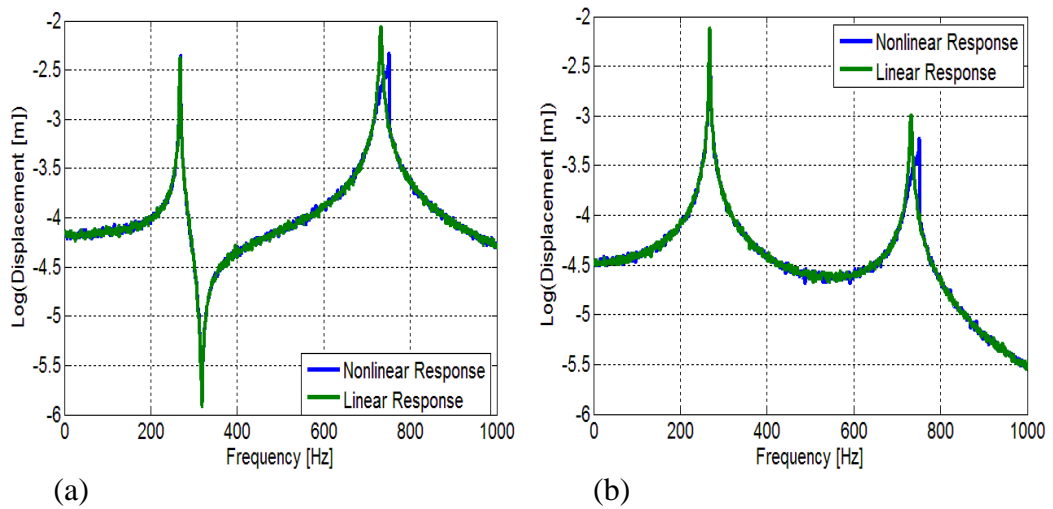 -2
-2.5
-3
-3.5
-4
-4.5
-5
-5.5
-6
Log(Displacement [m])
0 200 400 600 800 1000
Frequency [Hz]
Nonlinear Response
Linear Response
(a)
-2
-2.5
-3
-3.5
-4
-4.5
-5
-5.5
-6
Log(Displacement [m])
0 200 400 600 800 1000
Frequency [Hz]
Nonlinear Response
Linear Response
(b)